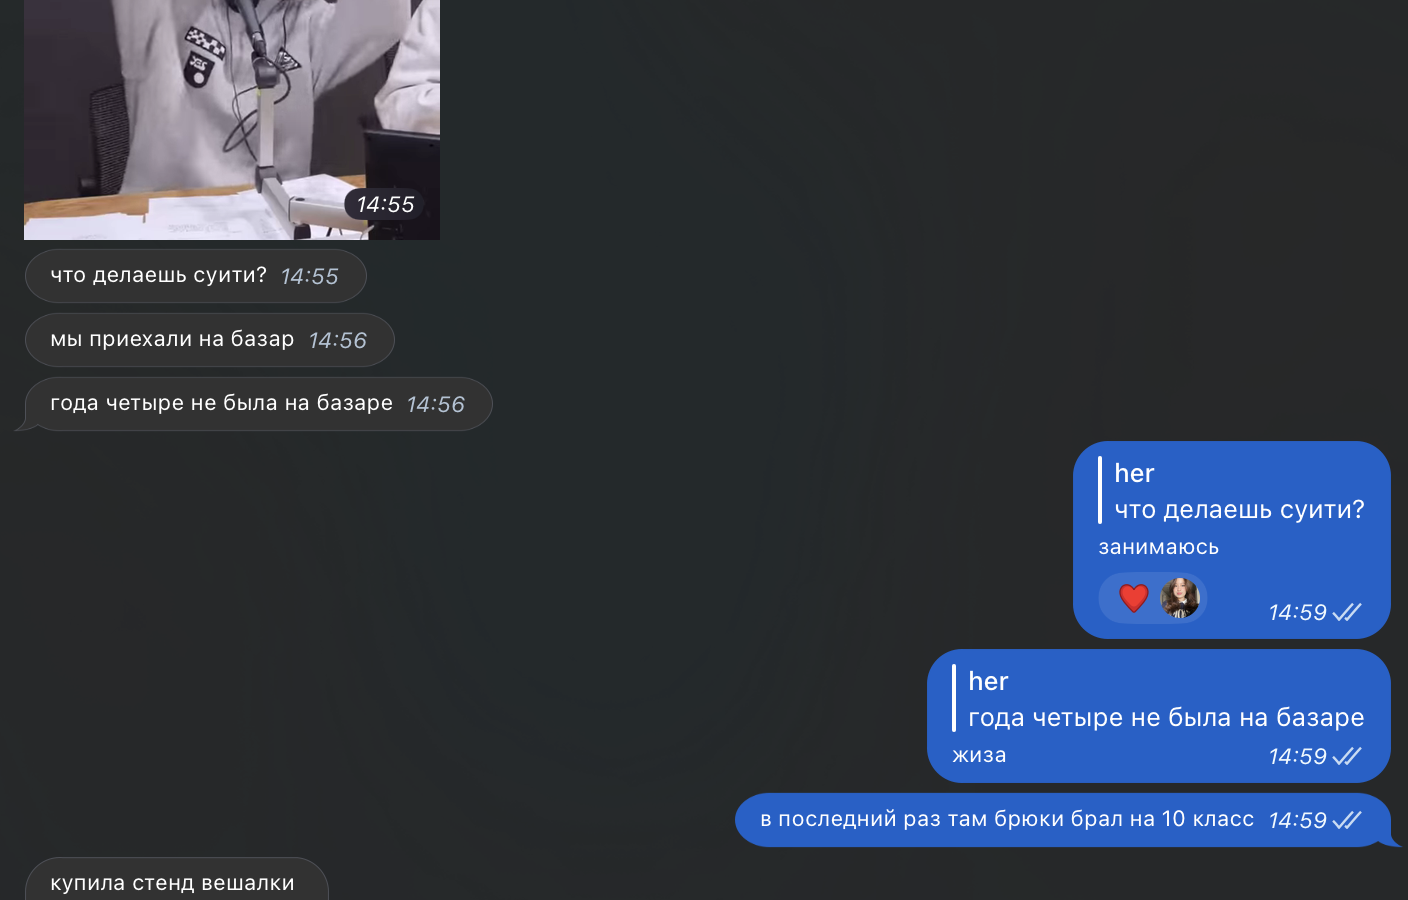 14:55
что делаешь суити? 14:55
мы приехали на базар 14:56
года четыре не была на базаре 14:56
her
что делаешь суити?
занимаюсь
14:59
her
года четыре не была на базаре
жиза 14:59
в последний раз там брюки брал на 10 класс 14:59
купила стенд вешалки